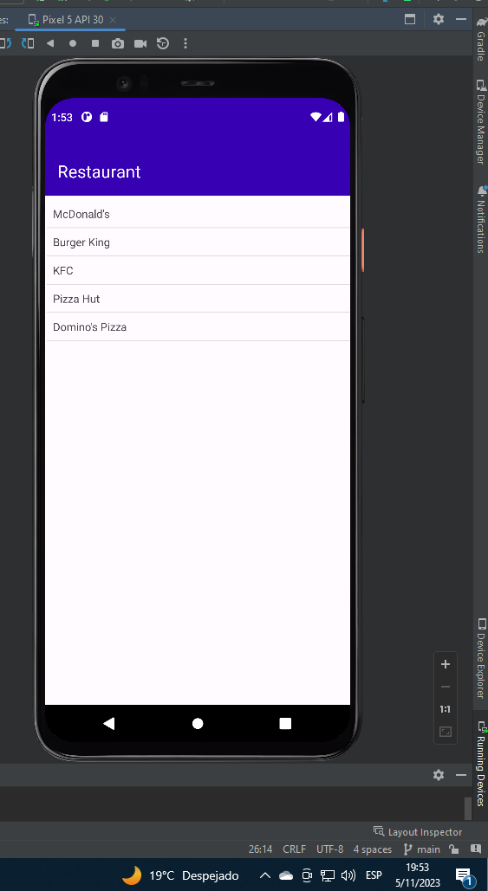 es:
Pixel 5 API 30
1:53
Restaurant
McDonald's
Burger King
KFC
Pizza Hut
Domino's Pizza
1:1
Gradle
Device Manager
Notifications
Device Explorer
Running Devices
Layout Inspector
26:14 CRLF UTF-8 4 spaces main
19°C Despejado ESP 19:53
5/11/2023 1